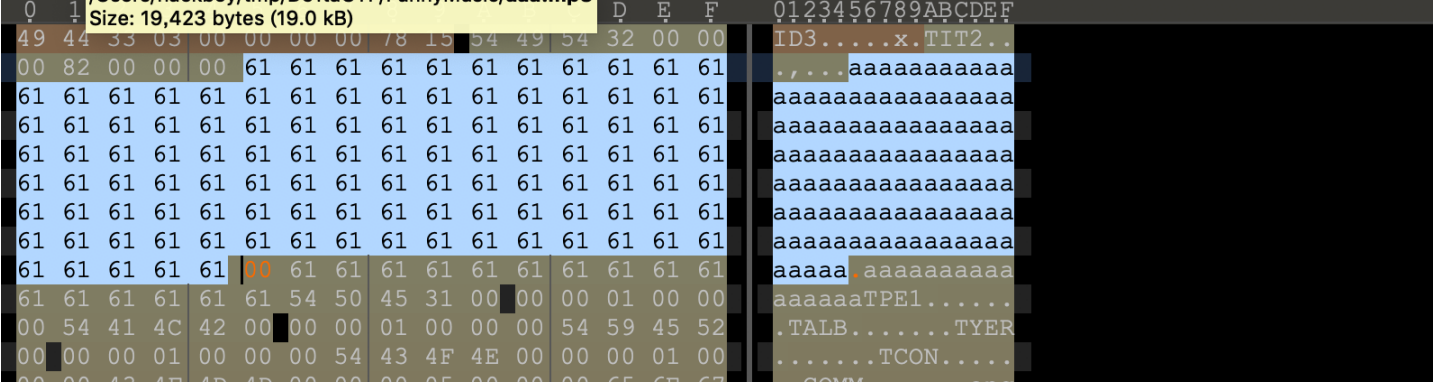 0 1 D E F 0123456789ABCDEF
Size: 19,423 bytes (19.0 kB)
49 44 33 03 00 00 00 00 78 15 54 49 54 32 00 00 ID3.....x.TIT2..
00 82 00 00 00 61 61 61 61 61 61 61 61 61 61 61 .,...aaaaaaaaaaa
61 61 61 61 61 61 61 61 61 61 61 61 61 61 61 61 aaaaaaaaaaaaaaaa
61 61 61 61 61 61 61 61 61 61 61 61 61 61 61 61 aaaaaaaaaaaaaaaa
61 61 61 61 61 61 61 61 61 61 61 61 61 61 61 61 aaaaaaaaaaaaaaaa
61 61 61 61 61 61 61 61 61 61 61 61 61 61 61 61 aaaaaaaaaaaaaaaa
61 61 61 61 61 61 61 61 61 61 61 61 61 61 61 61 aaaaaaaaaaaaaaaa
61 61 61 61 61 61 61 61 61 61 61 61 61 61 61 61 aaaaaaaaaaaaaaaa
61 61 61 61 61 00 61 61 61 61 61 61 61 61 61 61 aaaaa.aaaaaaaaaa
61 61 61 61 61 61 54 50 45 31 00 00 00 01 00 00 aaaaaaTPE1......
00 54 41 4C 42 00 00 00 01 00 00 00 54 59 45 52 .TALB.......TYER
00 00 00 01 00 00 00 54 43 4F 4E 00 00 00 01 00 .......TCON.....